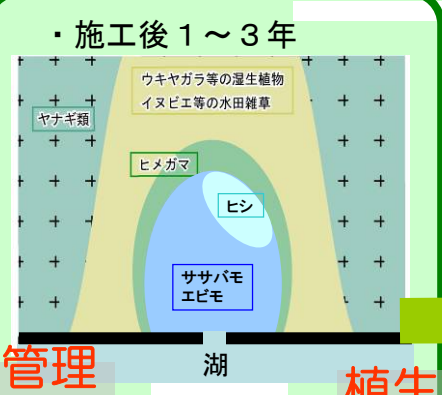 ・施工後１～３年
ウキヤガラ等の湿生植物
イヌビエ等の水田雑草
ヤナギ類
ヒメガマ
ヒシ
ササバモ
エビモ
湖
管理
植生